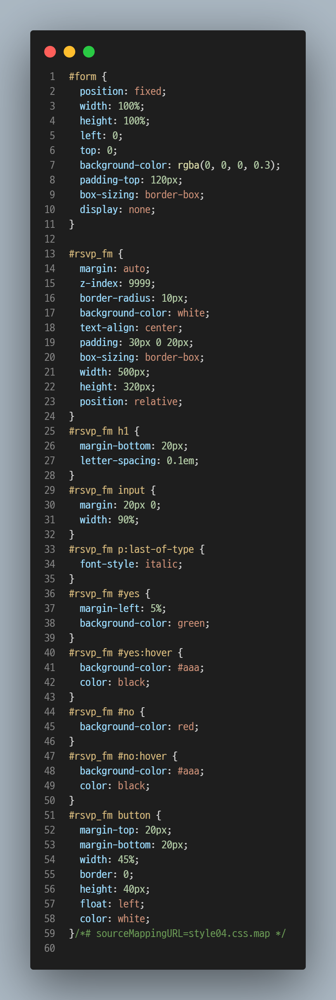 1 #form {
2   position: fixed;
3   width: 100%;
4   height: 100%;
5   left: 0;
6   top: 0;
7   background-color: rgba(0, 0, 0, 0.3);
8   padding-top: 120px;
9   box-sizing: border-box;
10   display: none;
11 }
12
13 #rsvp_fm {
14   margin: auto;
15   z-index: 9999;
16   border-radius: 10px;
17   background-color: white;
18   text-align: center;
19   padding: 30px 0 20px;
20   box-sizing: border-box;
21   width: 500px;
22   height: 320px;
23   position: relative;
24 }
25 #rsvp_fm h1 {
26   margin-bottom: 20px;
27   letter-spacing: 0.1em;
28 }
29 #rsvp_fm input {
30   margin: 20px 0;
31   width: 90%;
32 }
33 #rsvp_fm p:last-of-type {
34   font-style: italic;
35 }
36 #rsvp_fm #yes {
37   margin-left: 5%;
38   background-color: green;
39 }
40 #rsvp_fm #yes:hover {
41   background-color: #aaa;
42   color: black;
43 }
44 #rsvp_fm #no {
45   background-color: red;
46 }
47 #rsvp_fm #no:hover {
48   background-color: #aaa;
49   color: black;
50 }
51 #rsvp_fm button {
52   margin-top: 20px;
53   margin-bottom: 20px;
54   width: 45%;
55   border: 0;
56   height: 40px;
57   float: left;
58   color: white;
59 }/*# sourceMappingURL=style04.css.map */
60